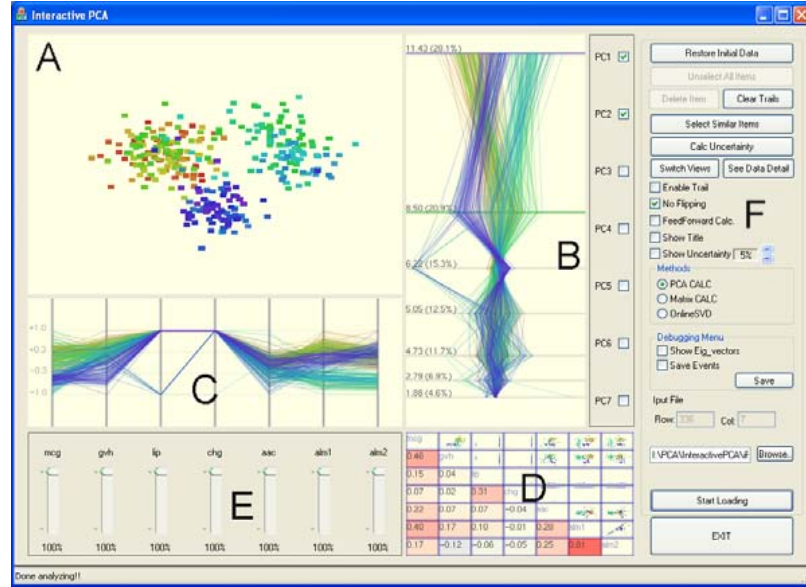 Interactive PCA
A
11.43 (28.1%)
8.50 (20.9%)
6.22 (15.3%)
5.05 (12.5%)
4.73 (11.7%)
2.79 (6.9%)
1.88 (4.6%)
B
PC1
PC2
PC3
PC4
PC5
PC6
PC7
+1.0
+0.3
-0.3
-1.0
C
mcg gvh lip chg aac alm1 alm2
100% 100% 100% 100% 100% 100% 100%
E
mcg
0.46 gvh
0.15 0.04 lip
0.07 0.02 0.31 chg
0.22 0.07 0.07 -0.04 aac
0.40 0.17 0.10 -0.01 0.28 alm1
0.17 -0.12 -0.06 -0.05 0.25 0.81 alm2
D
Restore Initial Data
Unselect All Items
Delete Item Clear Trails
Select Similar Items
Calc Uncertainty
Switch Views See Data Detail
Enable Trail
No Flipping
FeedForward Calc.
Show Title
Show Uncertainty 5%
F
Methods
PCA CALC
Matrix CALC
OnlineSVD
Debugging Menu
Show Eig_vectors
Save Events
Save
Iput File
Row: 336 Col: 7
I:\PCA\InteractivePCA\iF Browse..
Start Loading
EXIT
Done analyzing!!